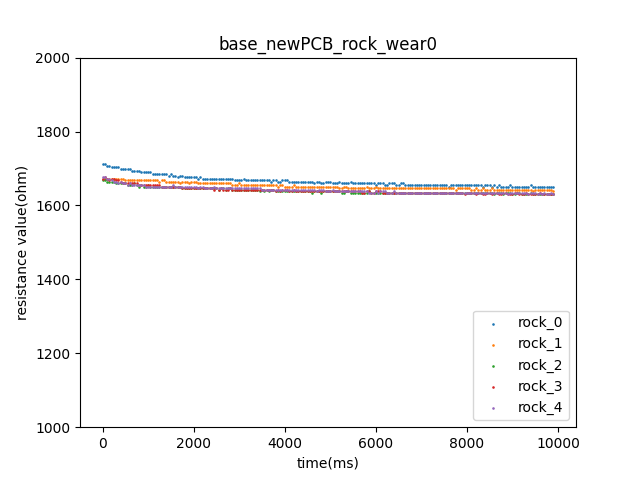 base_newPCB_rock_wear0
resistance value(ohm)
2000
1800
1600
1400
1200
1000
rock_0
rock_1
rock_2
rock_3
rock_4
0
2000
4000
6000
8000
10000
time(ms)